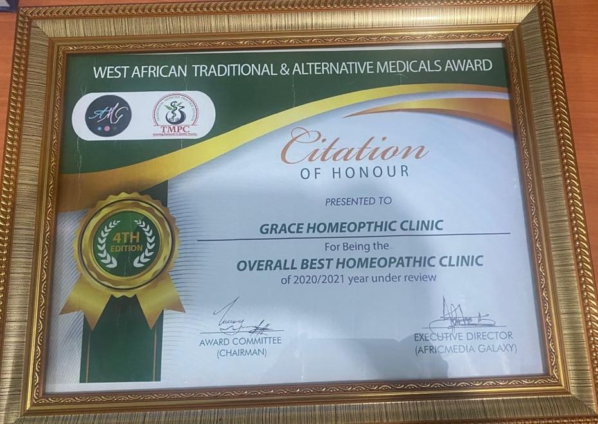 WEST AFRICAN TRADITIONAL & ALTERNATIVE MEDICALS AWARD
AMG
TMPC
Citation
OF HONOUR
PRESENTED TO
GRACE HOMEOPTHIC CLINIC
For Being the
OVERALL BEST HOMEOPATHIC CLINIC
of 2020/2021 year under review
4TH
EDITION
AWARD COMMITTEE
(CHAIRMAN)
EXECUTIVE DIRECTOR
(AFRICMEDIA GALAXY)